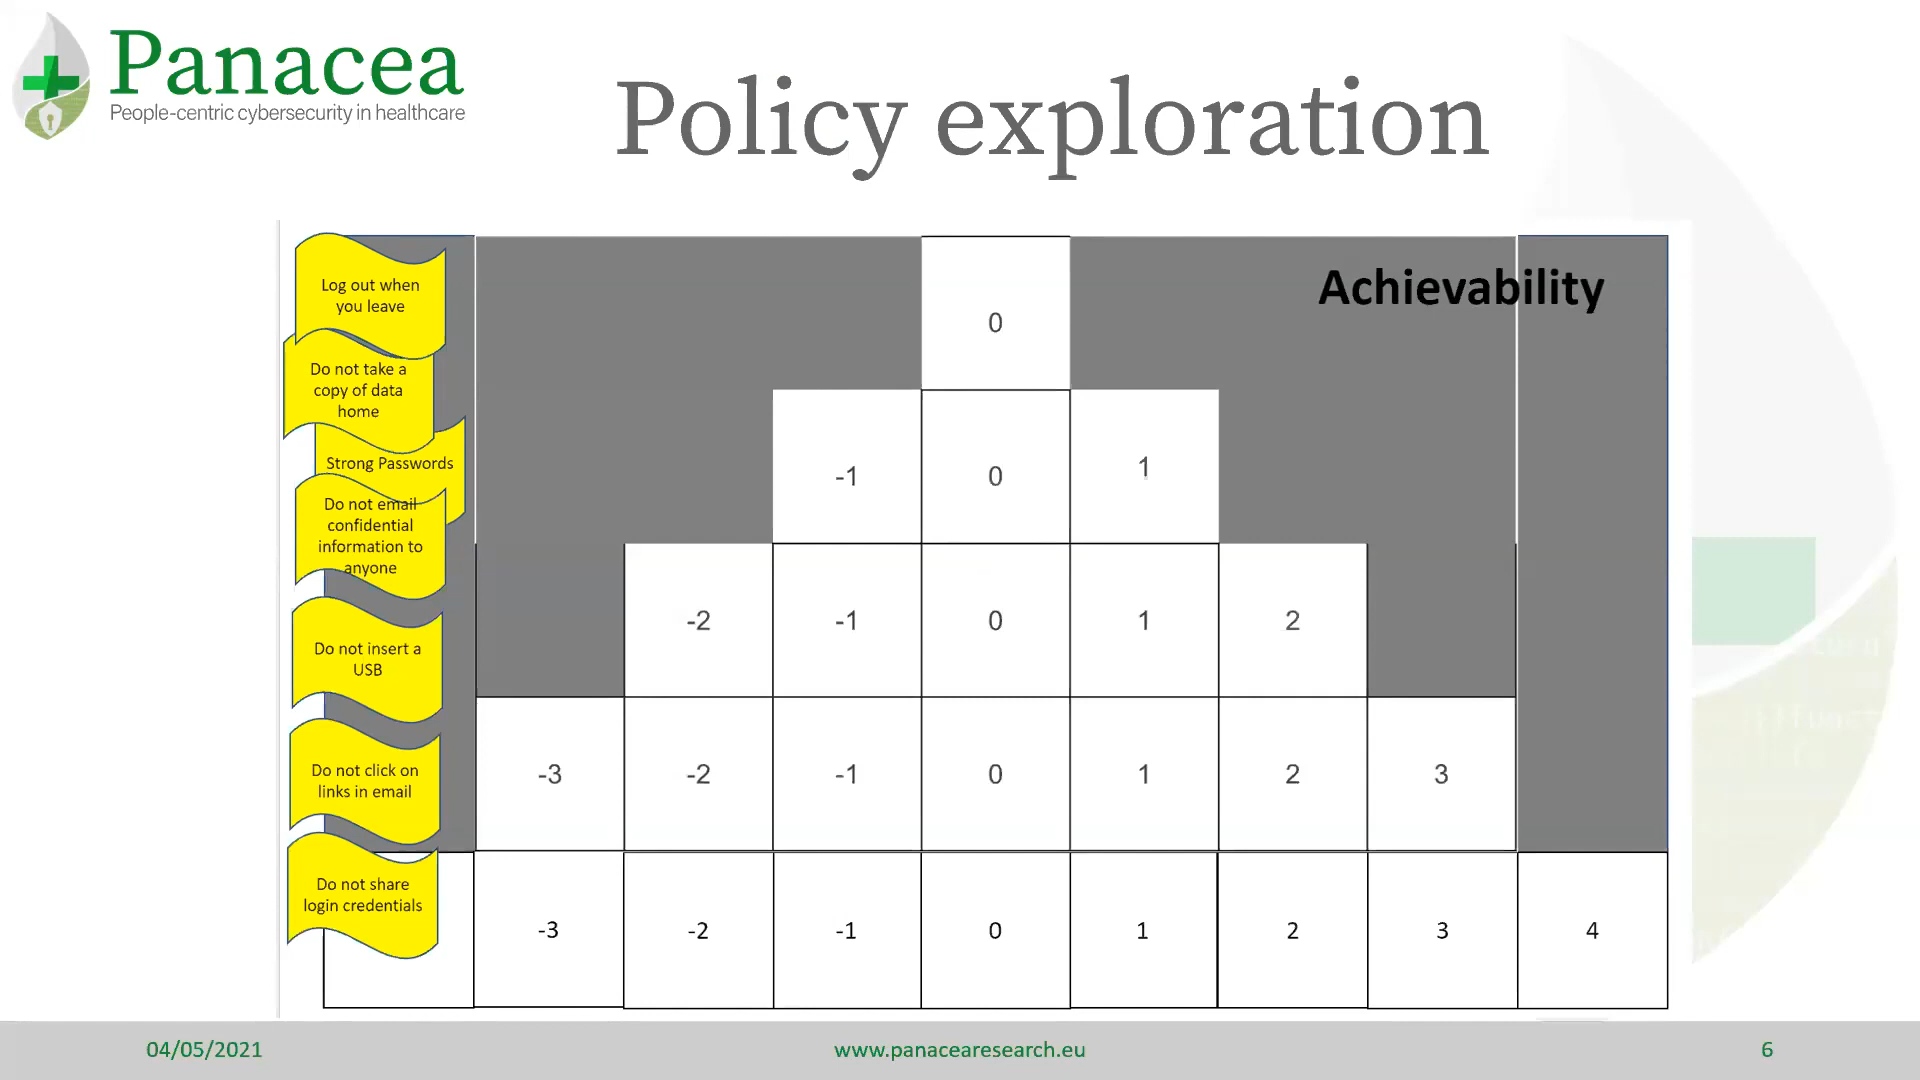 Panacea
People-centric cybersecurity in healthcare
Policy exploration
Achievability
Log out when
you leave
Do not take a
copy of data
home
Strong Passwords
Do not email
confidential
information to
anyone
Do not insert a
USB
Do not click on
links in email
Do not share
login credentials
0
-1 0 1
-2 -1 0 1 2
-3 -2 -1 0 1 2 3
-3 -2 -1 0 1 2 3 4
04/05/2021
www.panacearesearch.eu
6